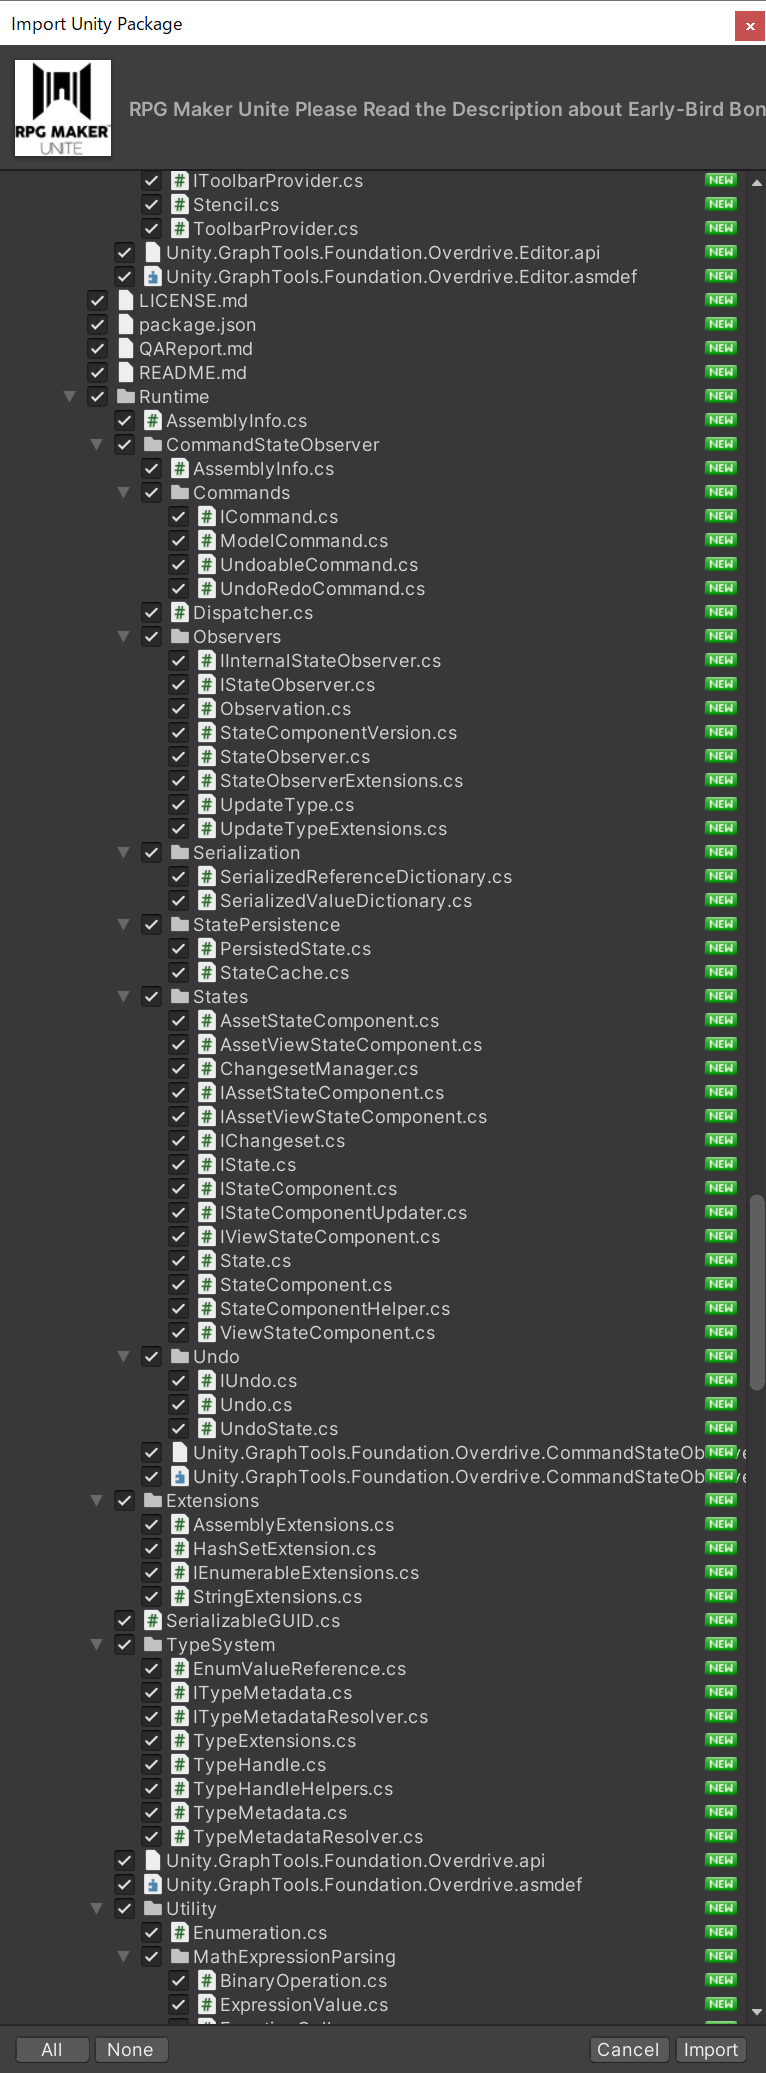 Import Unity Package
x
RPG MAKER
UNITE
RPG Maker Unite Please Read the Description about Early-Bird Bon
IToolbarProvider.cs NEW
Stencil.cs NEW
ToolbarProvider.cs NEW
Unity.GraphTools.Foundation.Overdrive.Editor.api NEW
Unity.GraphTools.Foundation.Overdrive.Editor.asmdef NEW
LICENSE.md NEW
package.json NEW
QAReport.md NEW
README.md NEW
Runtime NEW
AssemblyInfo.cs NEW
CommandStateObserver NEW
AssemblyInfo.cs NEW
Commands NEW
ICommand.cs NEW
ModelCommand.cs NEW
UndoableCommand.cs NEW
UndoRedoCommand.cs NEW
Dispatcher.cs NEW
Observers NEW
IInternalStateObserver.cs NEW
IStateObserver.cs NEW
Observation.cs NEW
StateComponentVersion.cs NEW
StateObserver.cs NEW
StateObserverExtensions.cs NEW
UpdateType.cs NEW
UpdateTypeExtensions.cs NEW
Serialization NEW
SerializedReferenceDictionary.cs NEW
SerializedValueDictionary.cs NEW
StatePersistence NEW
PersistedState.cs NEW
StateCache.cs NEW
States NEW
AssetStateComponent.cs NEW
AssetViewStateComponent.cs NEW
ChangesetManager.cs NEW
IAssetStateComponent.cs NEW
IAssetViewStateComponent.cs NEW
IChangeset.cs NEW
IState.cs NEW
IStateComponent.cs NEW
IStateComponentUpdater.cs NEW
IViewStateComponent.cs NEW
State.cs NEW
StateComponent.cs NEW
StateComponentHelper.cs NEW
ViewStateComponent.cs NEW
Undo NEW
IUndo.cs NEW
Undo.cs NEW
UndoState.cs NEW
Unity.GraphTools.Foundation.Overdrive.CommandStateOb NEW
Unity.GraphTools.Foundation.Overdrive.CommandStateOb NEW
Extensions NEW
AssemblyExtensions.cs NEW
HashSetExtension.cs NEW
IEnumerableExtensions.cs NEW
StringExtensions.cs NEW
SerializableGUID.cs NEW
TypeSystem NEW
EnumValueReference.cs NEW
ITypeMetadata.cs NEW
ITypeMetadataResolver.cs NEW
TypeExtensions.cs NEW
TypeHandle.cs NEW
TypeHandleHelpers.cs NEW
TypeMetadata.cs NEW
TypeMetadataResolver.cs NEW
Unity.GraphTools.Foundation.Overdrive.api NEW
Unity.GraphTools.Foundation.Overdrive.asmdef NEW
Utility NEW
Enumeration.cs NEW
MathExpressionParsing NEW
BinaryOperation.cs NEW
ExpressionValue.cs NEW
All None Cancel Import